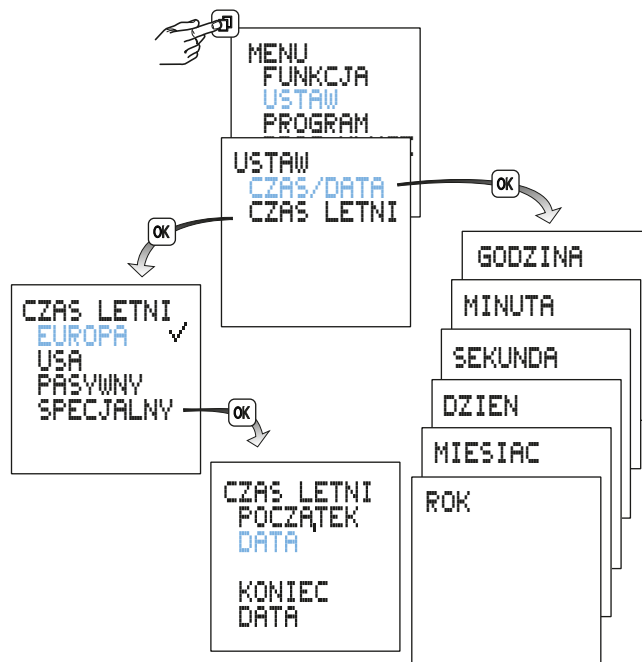 MENU
FUNKCJA
USTAW
PROGRAM
USTAW
CZAS/DATA
CZAS LETNI
OK
OK
CZAS LETNI
EUROPA
USA
PASYWNY
SPECJALNY
OK
CZAS LETNI
POCZĄTEK
DATA
KONIEC
DATA
GODZINA
MINUTA
SEKUNDA
DZIEN
MIESIAC
ROK